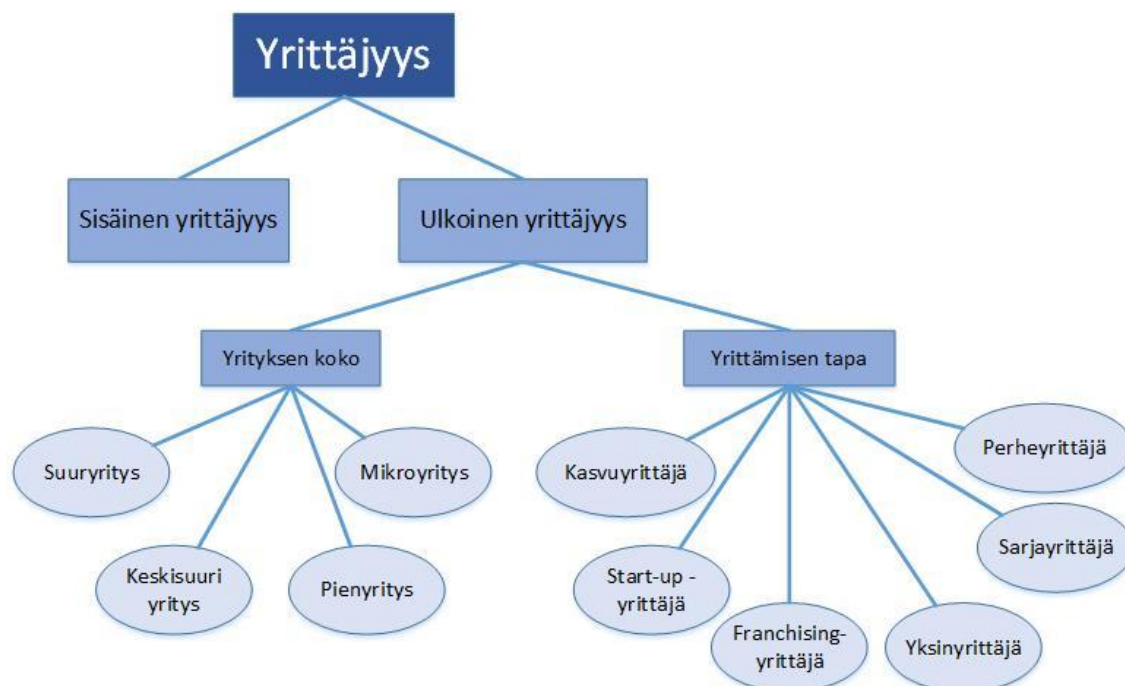 Yrittäjyys
Sisäinen yrittäjyys
Ulkoinen yrittäjyys
Yrityksen koko
Yrittämisen tapa
Suuryritys
Keskisuuri
yritys
Pienyritys
Mikroyritys
Kasvuyrittäjä
Start-up -
yrittäjä
Franchising-
yrittäjä
Yksinyrittäjä
Sarjayrittäjä
Perheyrittäjä